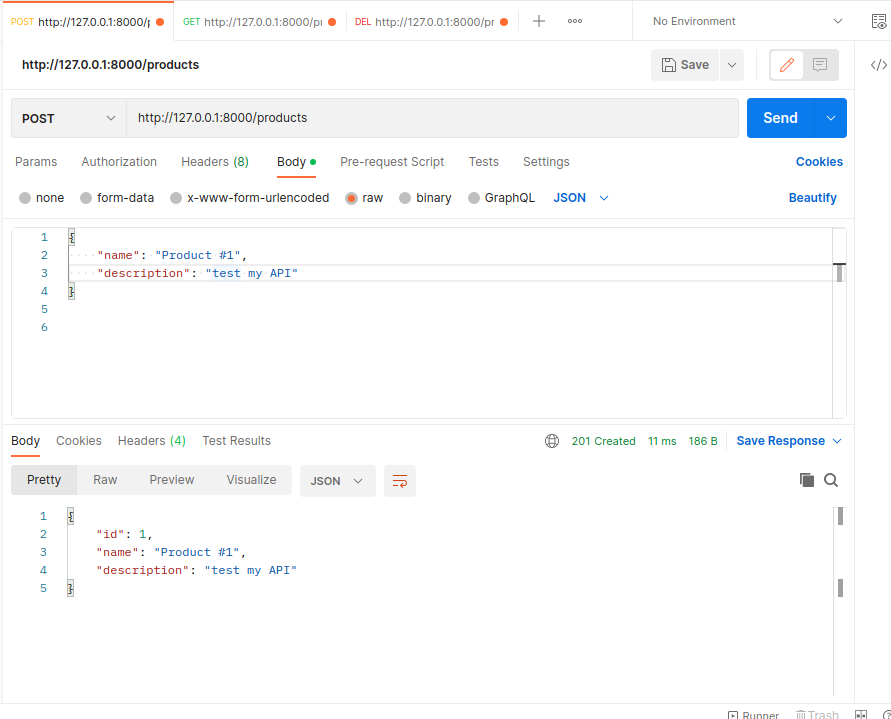 POST http://127.0.0.1:8000/p GET http://127.0.0.1:8000/pr DEL http://127.0.0.1:8000/pr + ••• No Environment
http://127.0.0.1:8000/products Save </>
POST http://127.0.0.1:8000/products Send
Params Authorization Headers (8) Body Pre-request Script Tests Settings Cookies
none form-data x-www-form-urlencoded raw binary GraphQL JSON Beautify
1 {
2 "name": "Product #1",
3 "description": "test my API"
4 }
5
6
Body Cookies Headers (4) Test Results 201 Created 11 ms 186 B Save Response
Pretty Raw Preview Visualize JSON
1 {
2 "id": 1,
3 "name": "Product #1",
4 "description": "test my API"
5 }
Runner Trash